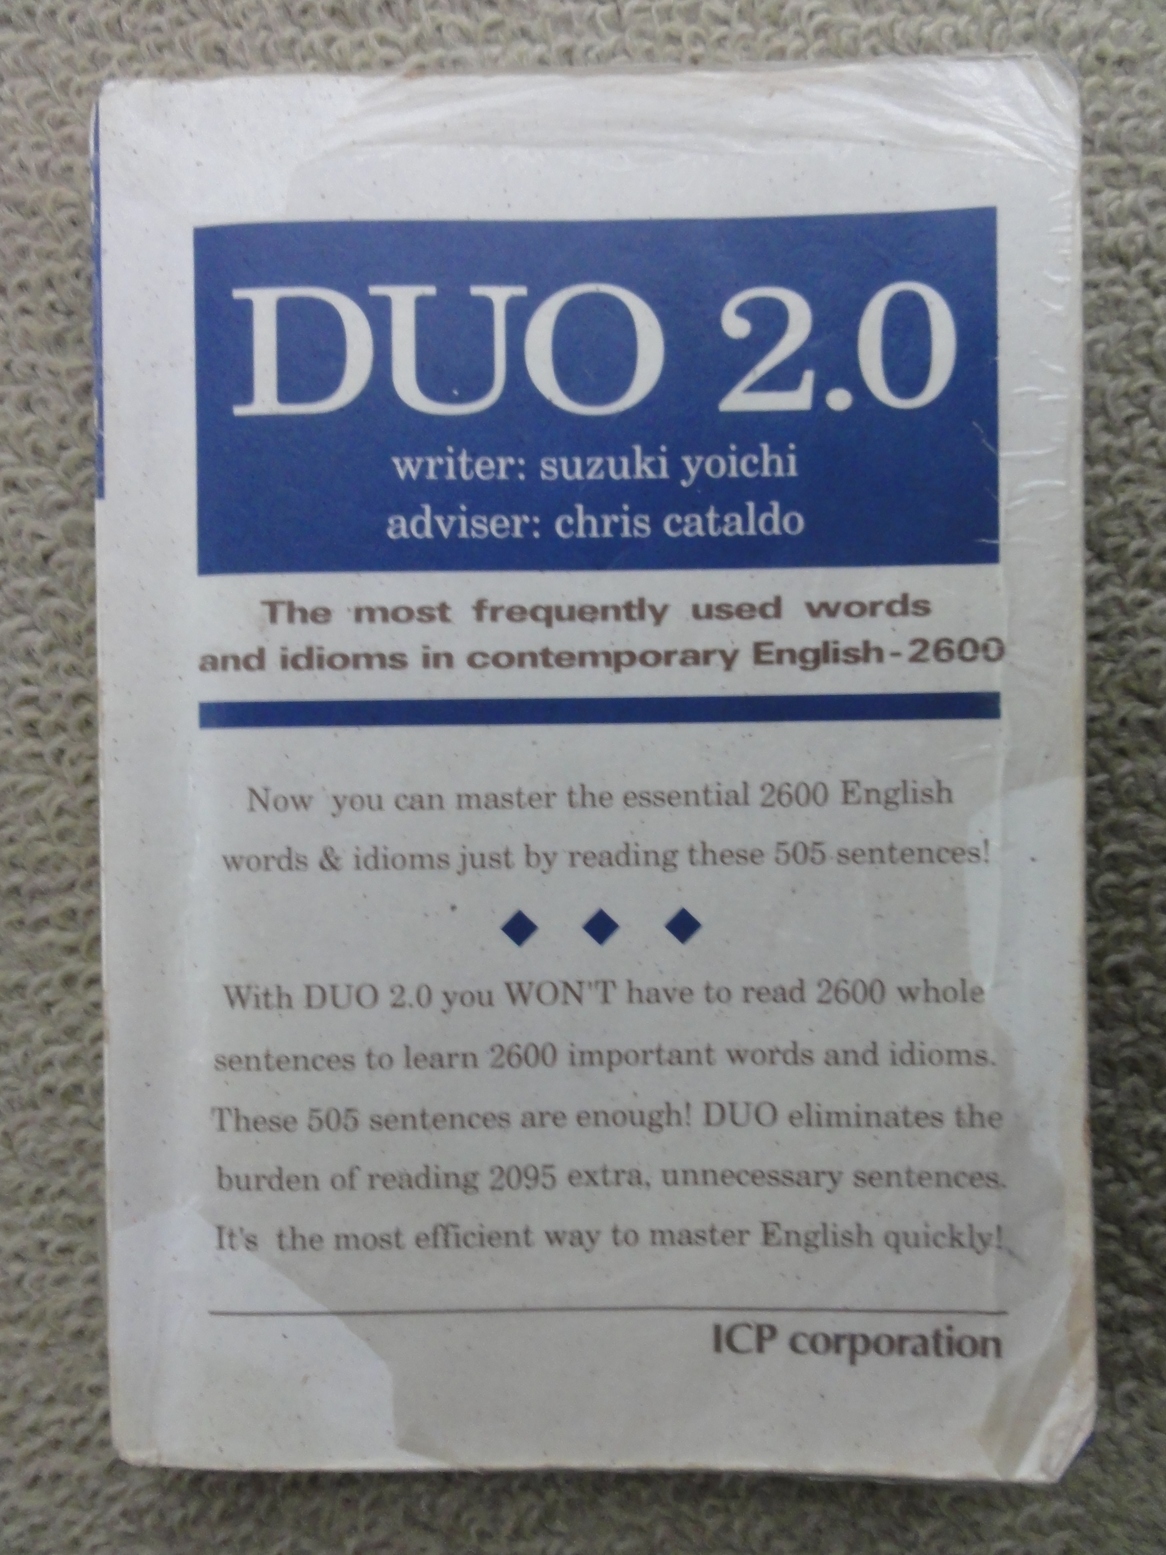 DUO 2.0
writer: suzuki yoichi
adviser: chris cataldo
The most frequently used words
and idioms in contemporary English-2600
Now you can master the essential 2600 English
words & idioms just by reading these 505 sentences!
With DUO 2.0 you WON'T have to read 2600 whole
sentences to learn 2600 important words and idioms.
These 505 sentences are enough! DUO eliminates the
burden of reading 2095 extra, unnecessary sentences.
It's the most efficient way to master English quickly!
ICP corporation